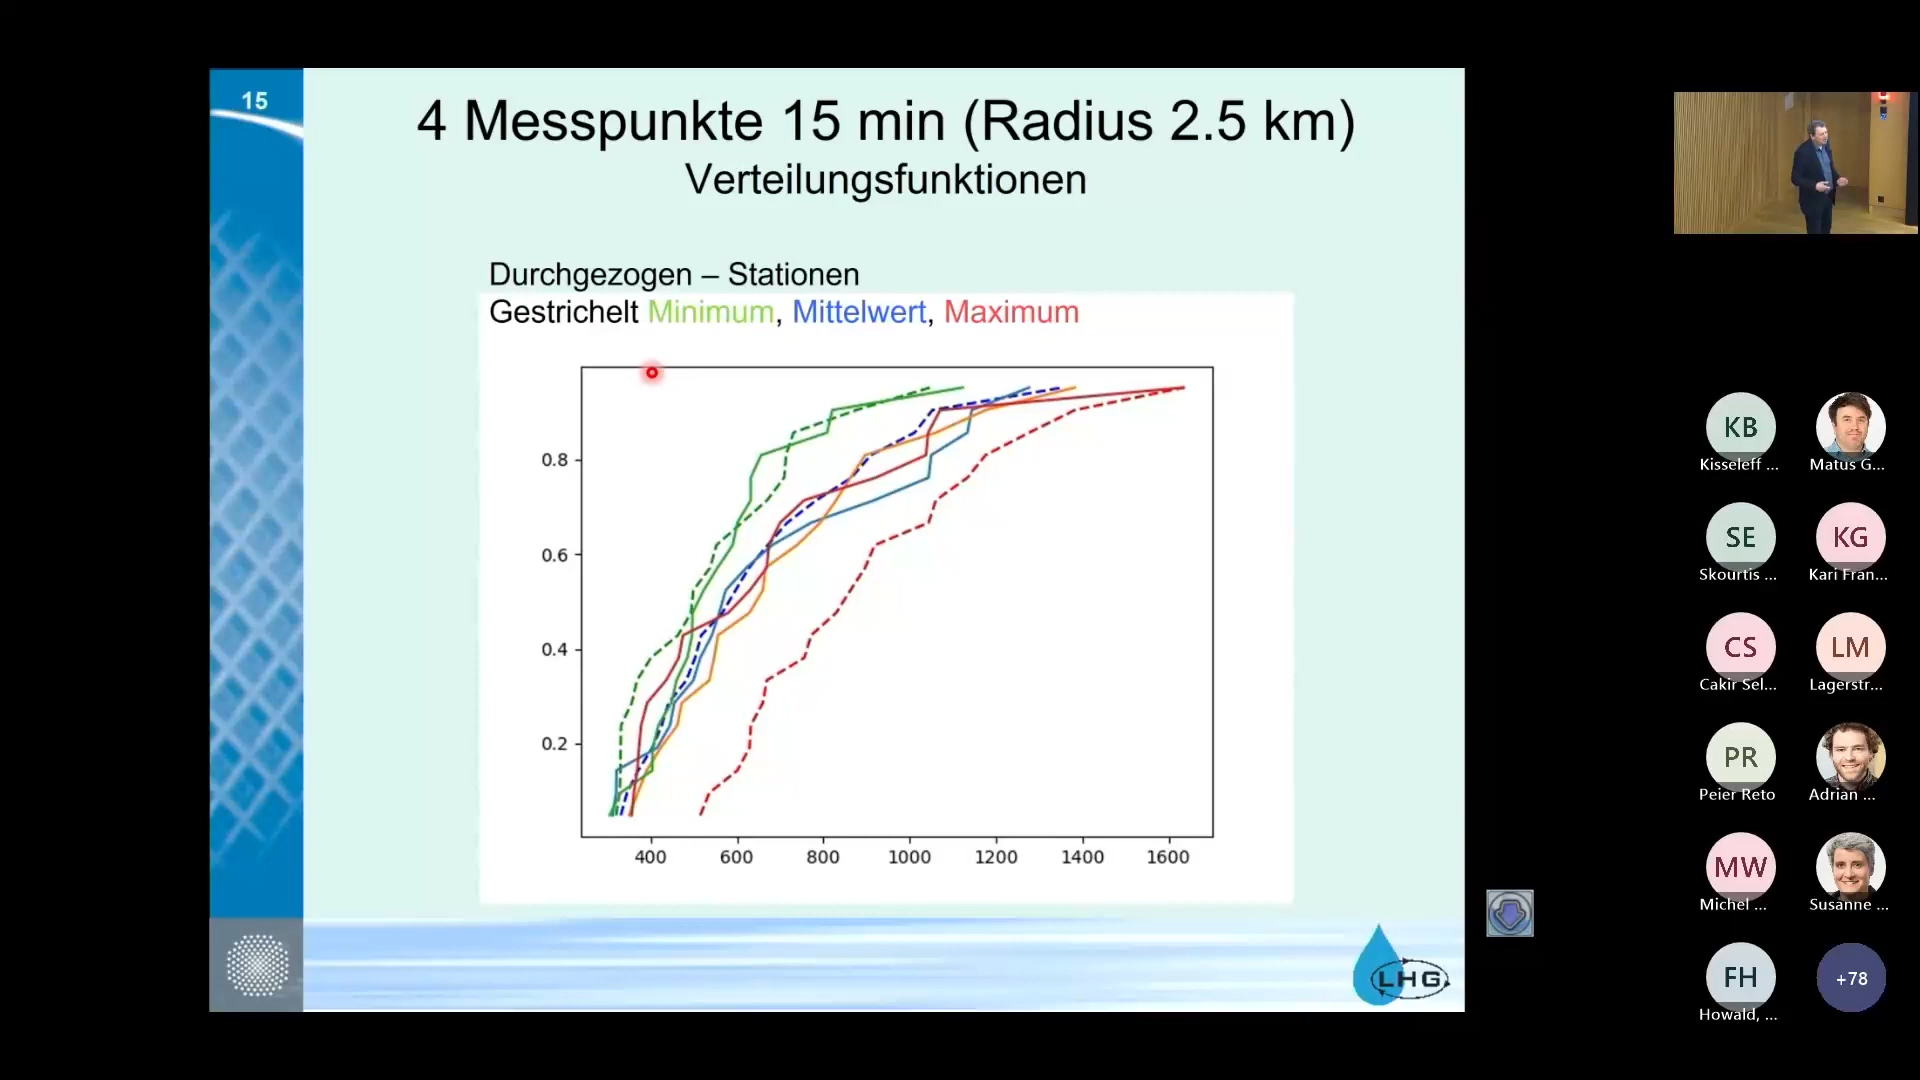 15
4 Messpunkte 15 min (Radius 2.5 km)
Verteilungsfunktionen
Durchgezogen – Stationen
Gestrichelt Minimum, Mittelwert, Maximum
0.8
0.6
0.4
0.2
400 600 800 1000 1200 1400 1600
LHG
KB
Kisseleff ...
Matus G...
SE
KG
Skourtis ...
Kari Fran...
CS
LM
Cakir Sel...
Lagerstr...
PR
Peier Reto
Adrian ...
MW
Michel ...
Susanne ...
FH
+78
Howald, ...